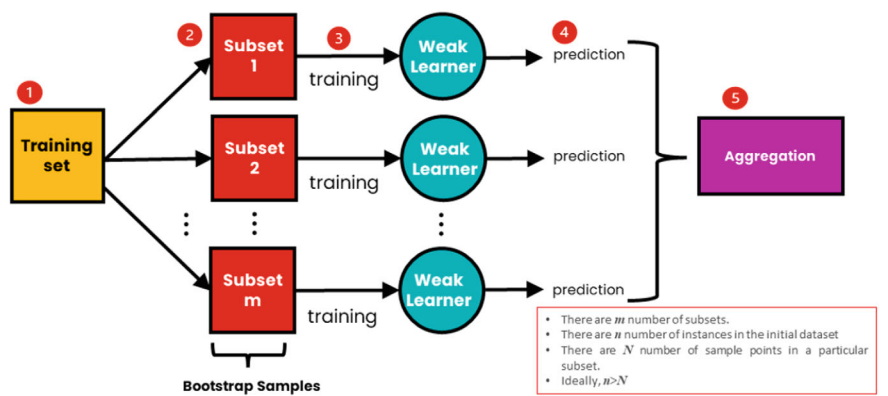 1
Training
set
2
Subset
1
3
training
Weak
Learner
4
prediction
Subset
2
training
Weak
Learner
prediction
Subset
m
training
Weak
Learner
prediction
Bootstrap Samples
5
Aggregation
• There are m number of subsets.
• There are n number of instances in the initial dataset
• There are N number of sample points in a particular
subset.
• Ideally, n>N